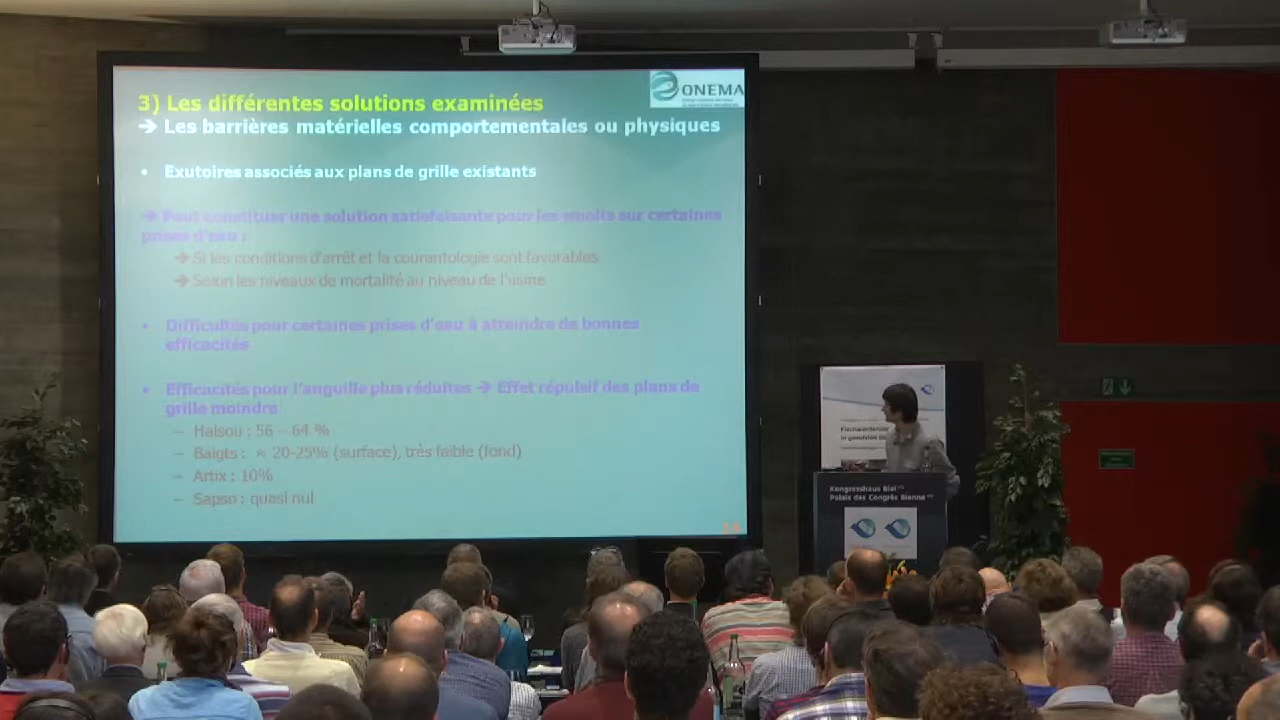 3) Les différentes solutions examinées
ONEMA
➔ Les barrières matérielles comportementales ou physiques
• Exutoires associés aux plans de grille existants
➔ Peut constituer une solution satisfaisante pour les smolts sur certaines
prises d'eau :
➔ Si les conditions d'arrêt et la courantologie sont favorables
➔ Selon les niveaux de mortalité au niveau de l'usine
• Difficultés pour certaines prises d'eau à atteindre de bonnes
efficacités
• Efficacités pour l'anguille plus réduites ➔ Effet répulsif des plans de
grille moindre
– Halsou : 56 – 64 %
– Baigts : ≈ 20-25% (surface), très faible (fond)
– Artix : 10%
– Sapso : quasi nul
Kongresshaus Biel
Palais des Congrès Bienne